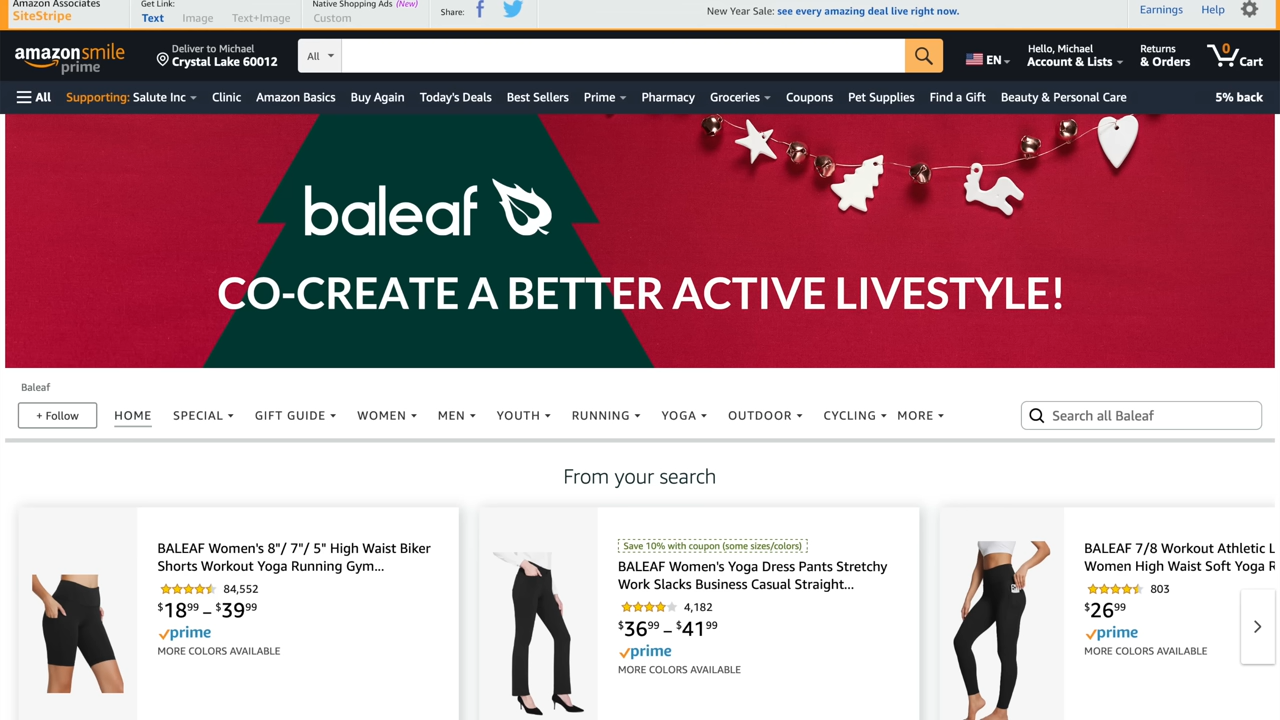 Amazon Associates
SiteStripe
Get Link:
Text Image Text+Image
Native Shopping Ads (New)
Custom
Share:
New Year Sale: see every amazing deal live right now.
Earnings Help
amazonsmile
prime
Deliver to Michael
Crystal Lake 60012
All
EN
Hello, Michael
Account & Lists
Returns
& Orders
0
Cart
All Supporting: Salute Inc Clinic Amazon Basics Buy Again Today's Deals Best Sellers Prime Pharmacy Groceries Coupons Pet Supplies Find a Gift Beauty & Personal Care 5% back
baleaf
CO-CREATE A BETTER ACTIVE LIVESTYLE!
Baleaf
+ Follow HOME SPECIAL GIFT GUIDE WOMEN MEN YOUTH RUNNING YOGA OUTDOOR CYCLING MORE Search all Baleaf
From your search
BALEAF Women's 8"/ 7"/ 5" High Waist Biker
Shorts Workout Yoga Running Gym...
84,552
$18.99 – $39.99
prime
MORE COLORS AVAILABLE
Save 10% with coupon (some sizes/colors)
BALEAF Women's Yoga Dress Pants Stretchy
Work Slacks Business Casual Straight...
4,182
$36.99 – $41.99
prime
MORE COLORS AVAILABLE
BALEAF 7/8 Workout Athletic L
Women High Waist Soft Yoga R
803
$26.99
prime
MORE COLORS AVAILABLE